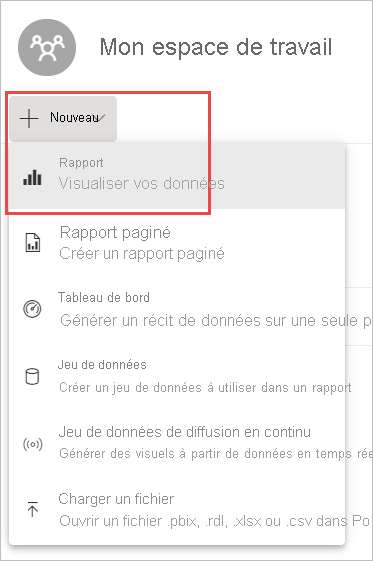 Mon espace de travail
Nouveau
Rapport
Visualiser vos données
Rapport paginé
Créer un rapport paginé
Tableau de bord
Générer un récit de données sur une seule p
Jeu de données
Créer un jeu de données à utiliser dans un rapport
Jeu de données de diffusion en continu
Générer des visuels à partir de données en temps rée
Charger un fichier
Ouvrir un fichier .pbix, .rdl, .xlsx ou .csv dans Po